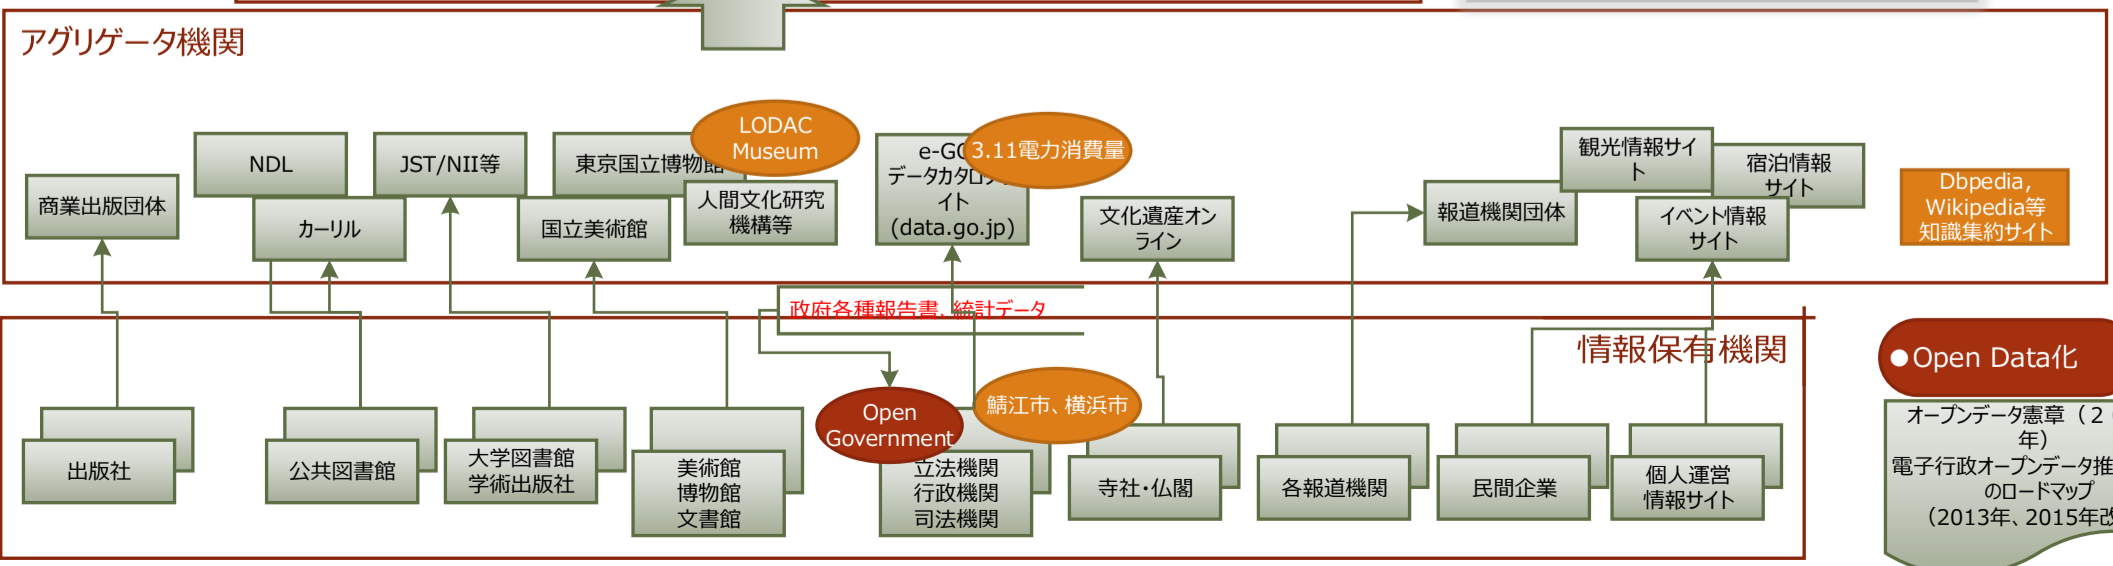 アグリゲータ機関
商業出版団体
NDL
カーリル
JST/NII等
東京国立博物館
国立美術館
LODAC
Museum
人間文化研究
機構等
e-GO
データカタログ
イト
(data.go.jp)
3.11電力消費量
文化遺産オン
ライン
報道機関団体
観光情報サイ
ト
宿泊情報
サイト
イベント情報
サイト
Dbpedia,
Wikipedia等
知識集約サイト
政府各種報告書、統計データ
情報保有機関
出版社
公共図書館
大学図書館
学術出版社
美術館
博物館
文書館
Open
Government
鯖江市、横浜市
立法機関
行政機関
司法機関
寺社・仏閣
各報道機関
民間企業
個人運営
情報サイト
●Open Data化
オープンデータ憲章（２
年）
電子行政オープンデータ推
のロードマップ
（2013年、2015年改